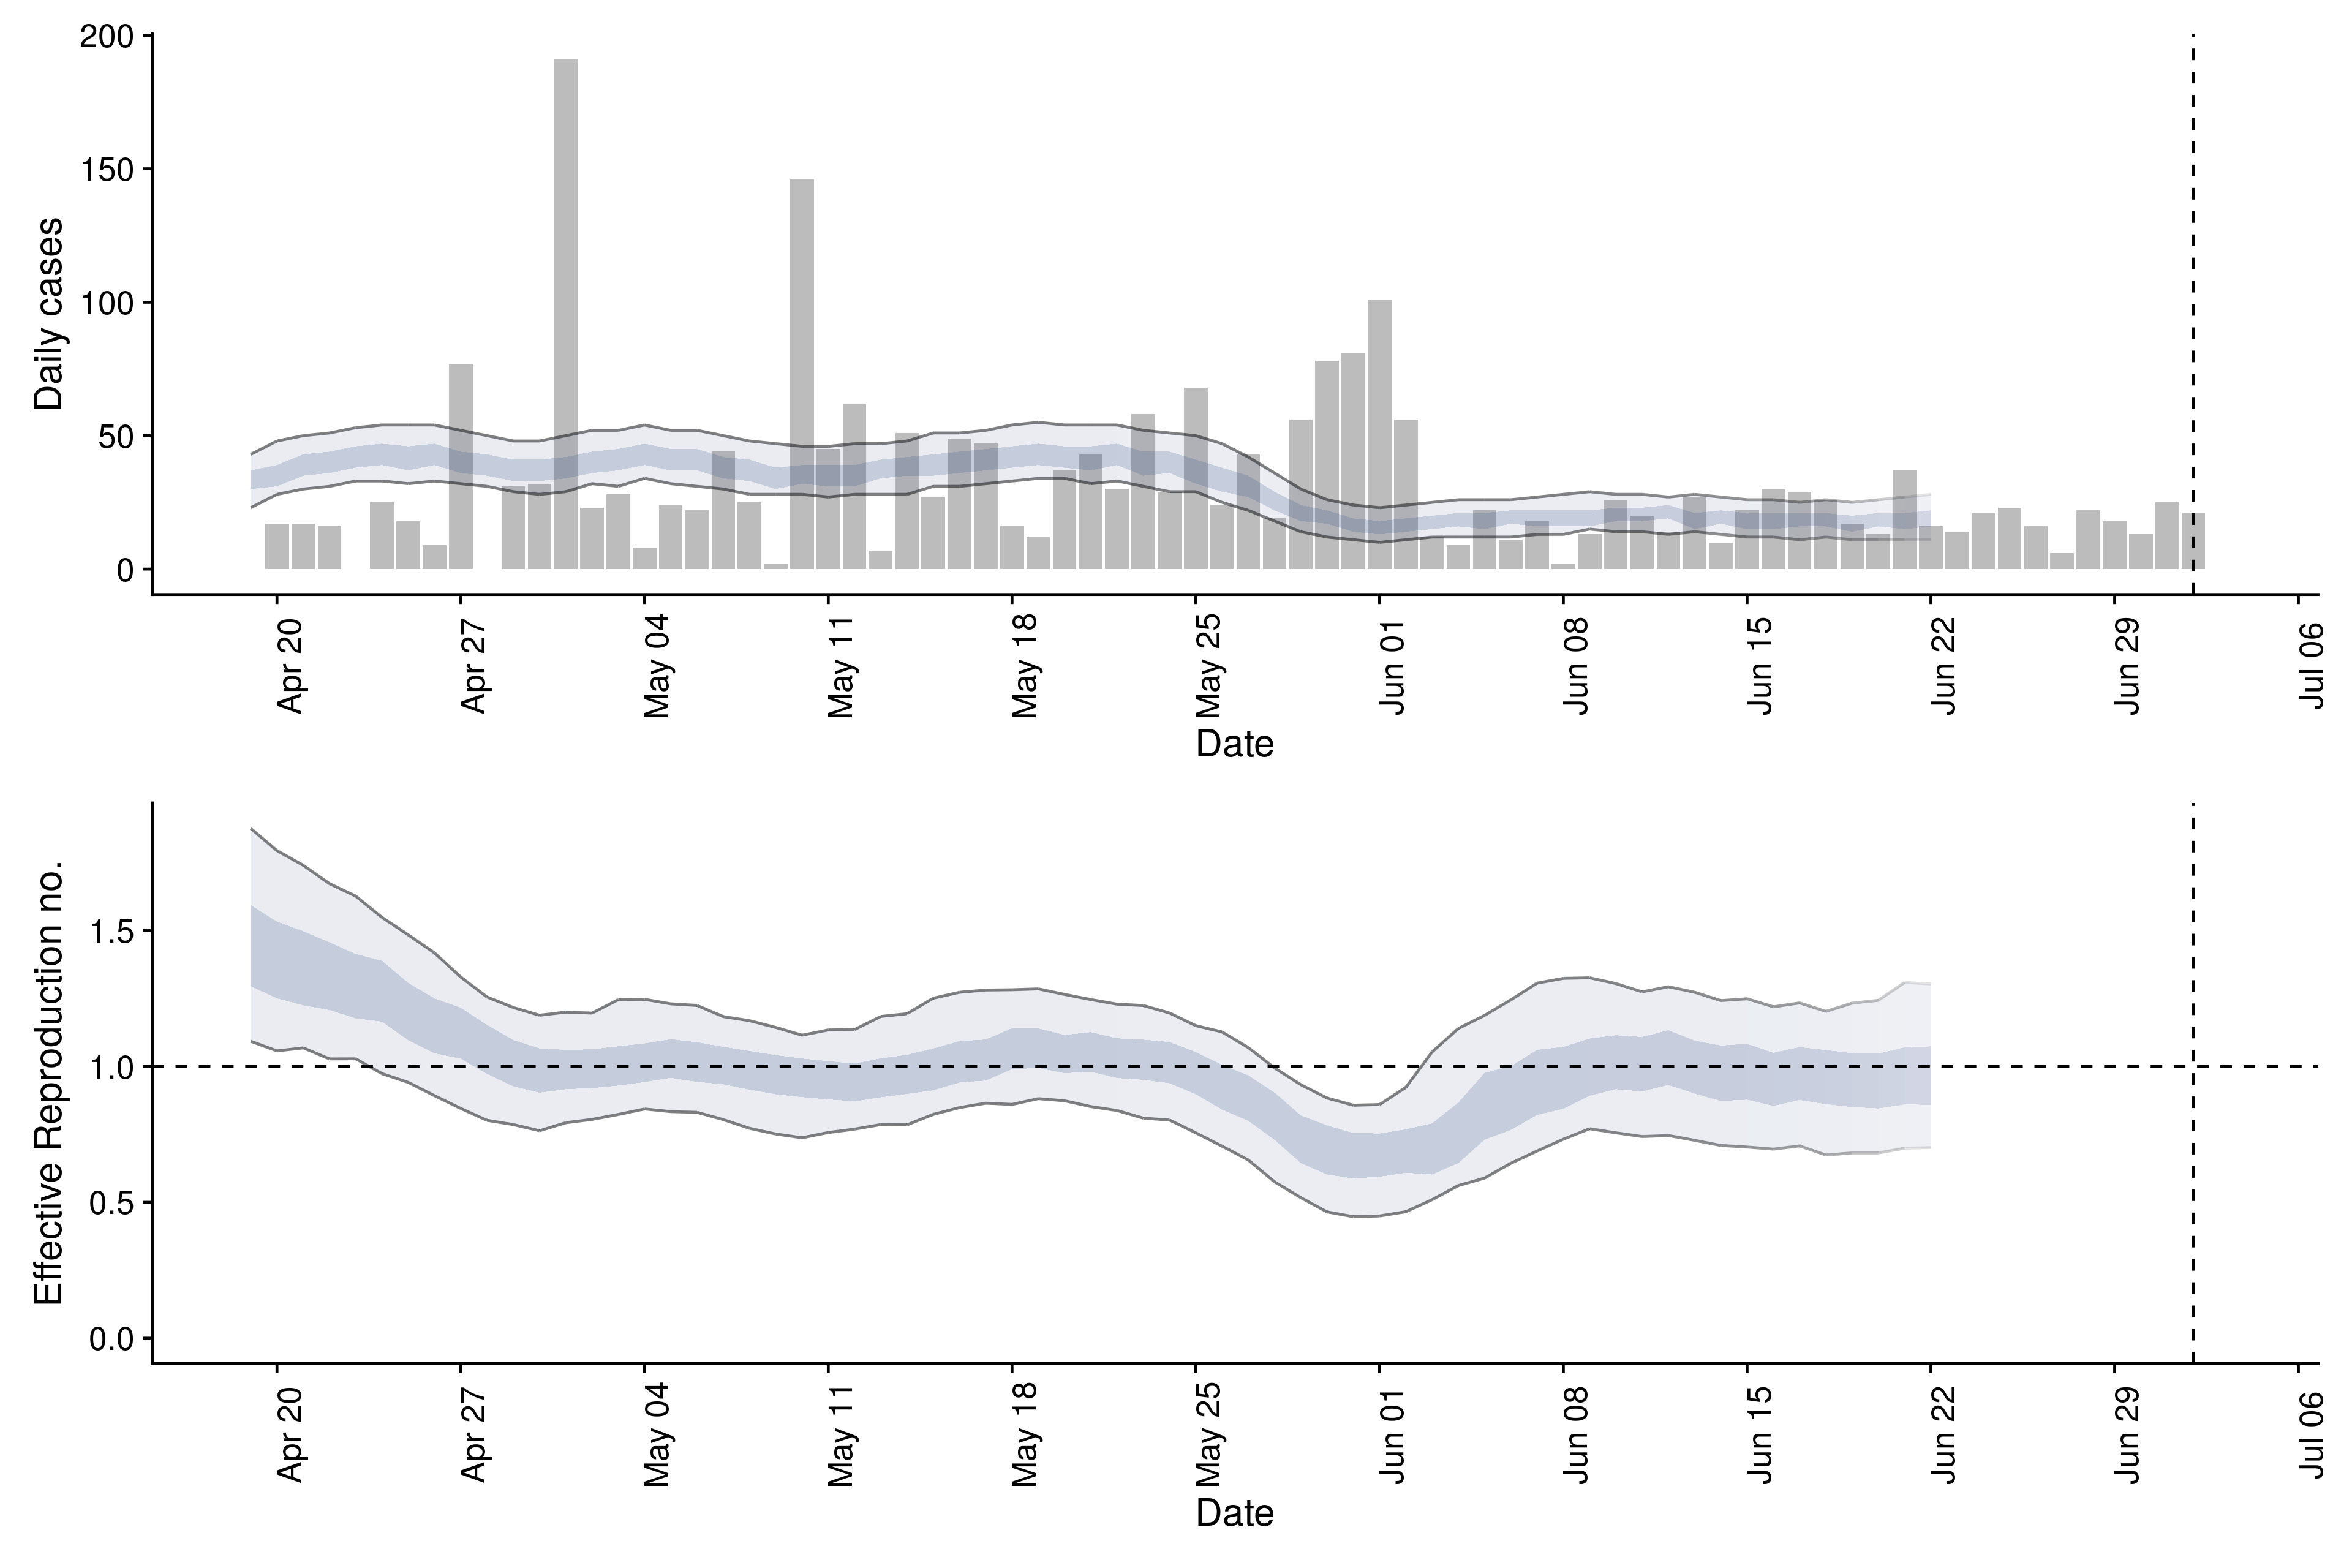 200
150
100
50
0
Daily cases
Apr 20
Apr 27
May 04
May 11
May 18
May 25
Jun 01
Jun 08
Jun 15
Jun 22
Jun 29
Jul 06
Date
1.5
1.0
0.5
0.0
Effective Reproduction no.
Apr 20
Apr 27
May 04
May 11
May 18
May 25
Jun 01
Jun 08
Jun 15
Jun 22
Jun 29
Jul 06
Date